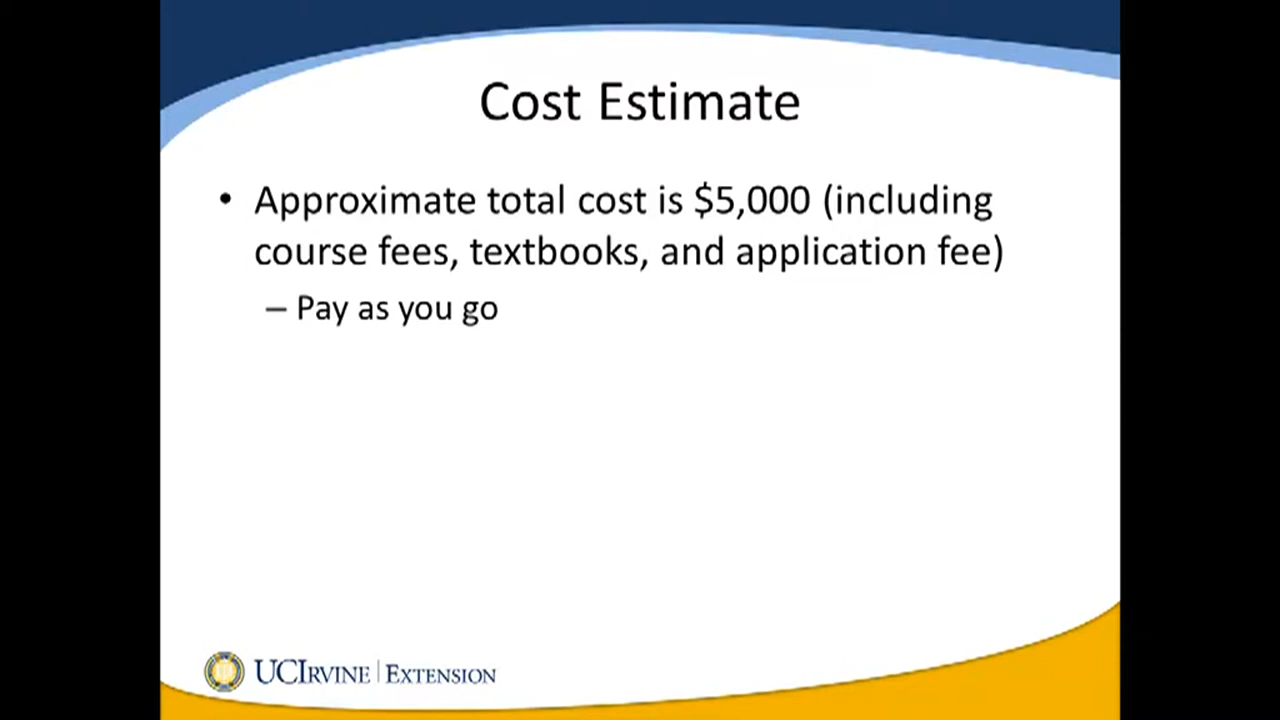 Cost Estimate
• Approximate total cost is $5,000 (including
course fees, textbooks, and application fee)
– Pay as you go
UCIRVINE | EXTENSION